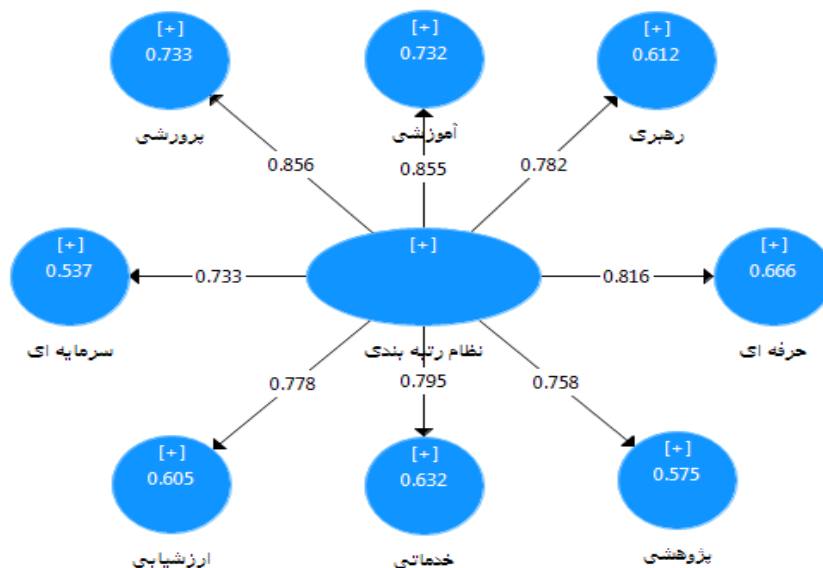 [+]
0.733
پرورشی
[+]
0.732
آموزشی
[+]
0.612
رهبری
0.856
0.855
0.782
[+]
0.537
سرمایه ای
0.733
[+]
نظام رتبه بندی
0.816
[+]
0.666
حرفه ای
0.778
0.795
0.758
[+]
0.605
ارزشیابی
[+]
0.632
خدماتی
[+]
0.575
پژوهشی